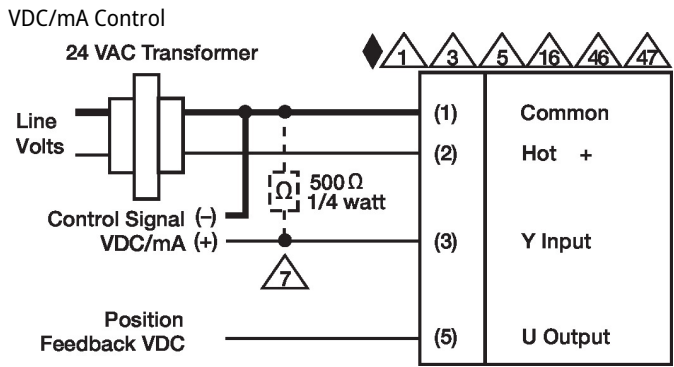 VDC/mA Control
24 VAC Transformer
1 3 5 16 46 47
Line
Volts
(1) Common
(2) Hot +
Ω 500 Ω
1/4 watt
Control Signal (–)
VDC/mA (+)
(3) Y Input
7
Position
Feedback VDC
(5) U Output